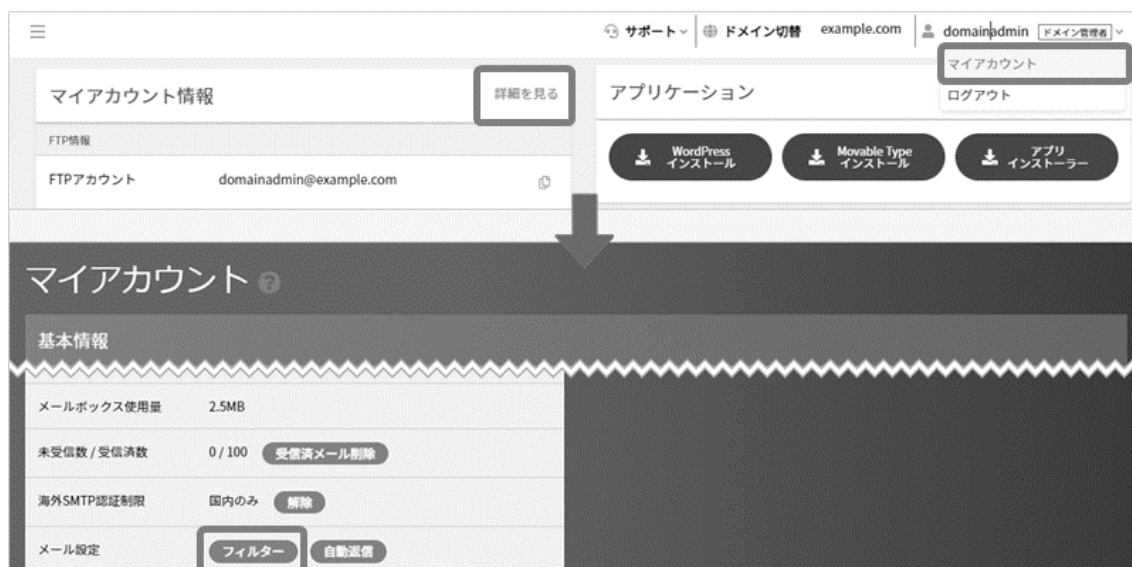 サポート ドメイン切替 example.com domainadmin ドメイン管理者
マイアカウント
ログアウト
マイアカウント情報 詳細を見る
アプリケーション
FTP情報
FTPアカウント domainadmin@example.com
WordPress
インストール
Movable Type
インストール
アプリ
インストーラー
マイアカウント ?
基本情報
メールボックス使用量 2.5MB
未受信数 / 受信済数 0 / 100 受信済メール削除
海外SMTP認証制限 国内のみ 解除
メール設定 フィルター 自動返信